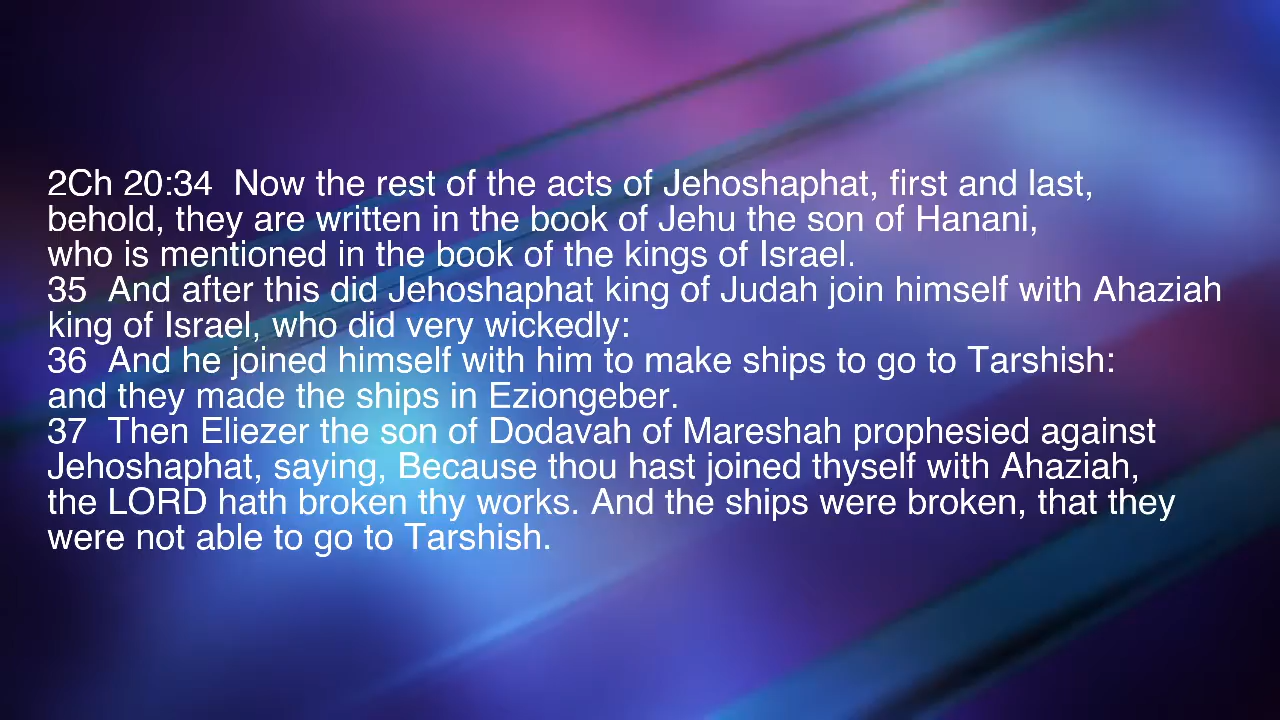 2Ch 20:34  Now the rest of the acts of Jehoshaphat, first and last,
behold, they are written in the book of Jehu the son of Hanani,
who is mentioned in the book of the kings of Israel.
35  And after this did Jehoshaphat king of Judah join himself with Ahaziah
king of Israel, who did very wickedly:
36  And he joined himself with him to make ships to go to Tarshish:
and they made the ships in Eziongeber.
37  Then Eliezer the son of Dodavah of Mareshah prophesied against
Jehoshaphat, saying, Because thou hast joined thyself with Ahaziah,
the LORD hath broken thy works. And the ships were broken, that they
were not able to go to Tarshish.